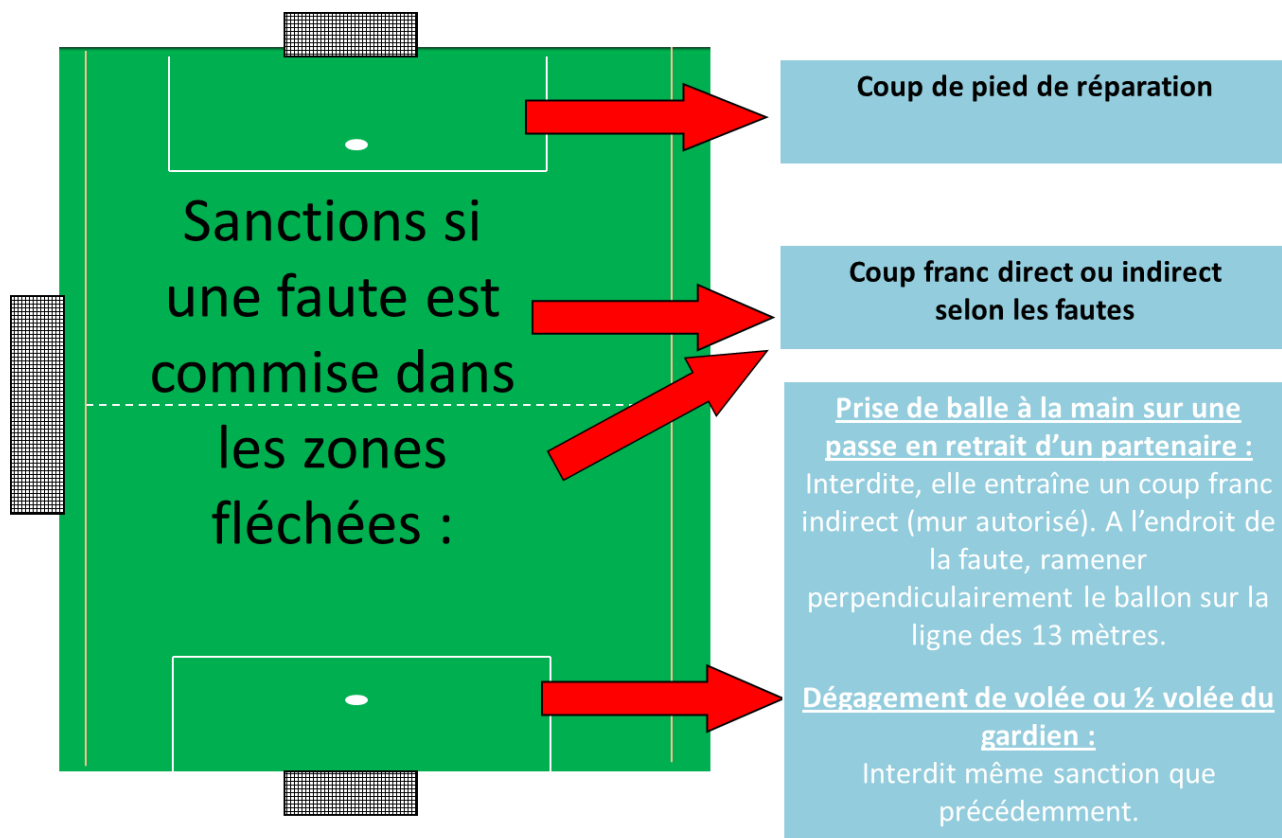 Sanctions si
une faute est
commise dans
les zones
fléchées :
Coup de pied de réparation
Coup franc direct ou indirect
selon les fautes
Prise de balle à la main sur une
passe en retrait d’un partenaire :
Interdite, elle entraîne un coup franc
indirect (mur autorisé). A l’endroit de
la faute, ramener
perpendiculairement le ballon sur la
ligne des 13 mètres.
Dégagement de volée ou ½ volée du
gardien :
Interdit même sanction que
précédemment.